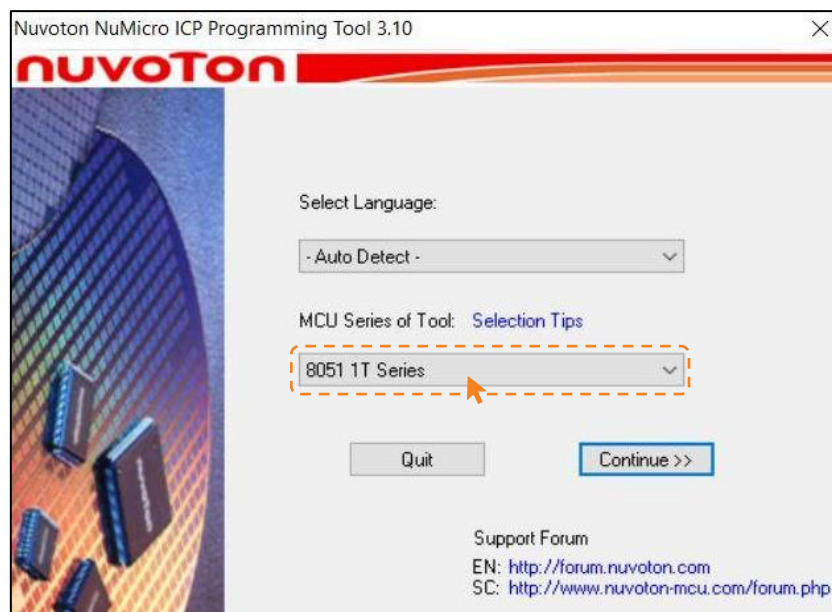 Nuvoton NuMicro ICP Programming Tool 3.10
nuvoTon
Select Language:
- Auto Detect -
MCU Series of Tool: Selection Tips
8051 1T Series
Quit Continue >>
Support Forum
EN: http://forum.nuvoton.com
SC: http://www.nuvoton-mcu.com/forum.php
nuvoTon